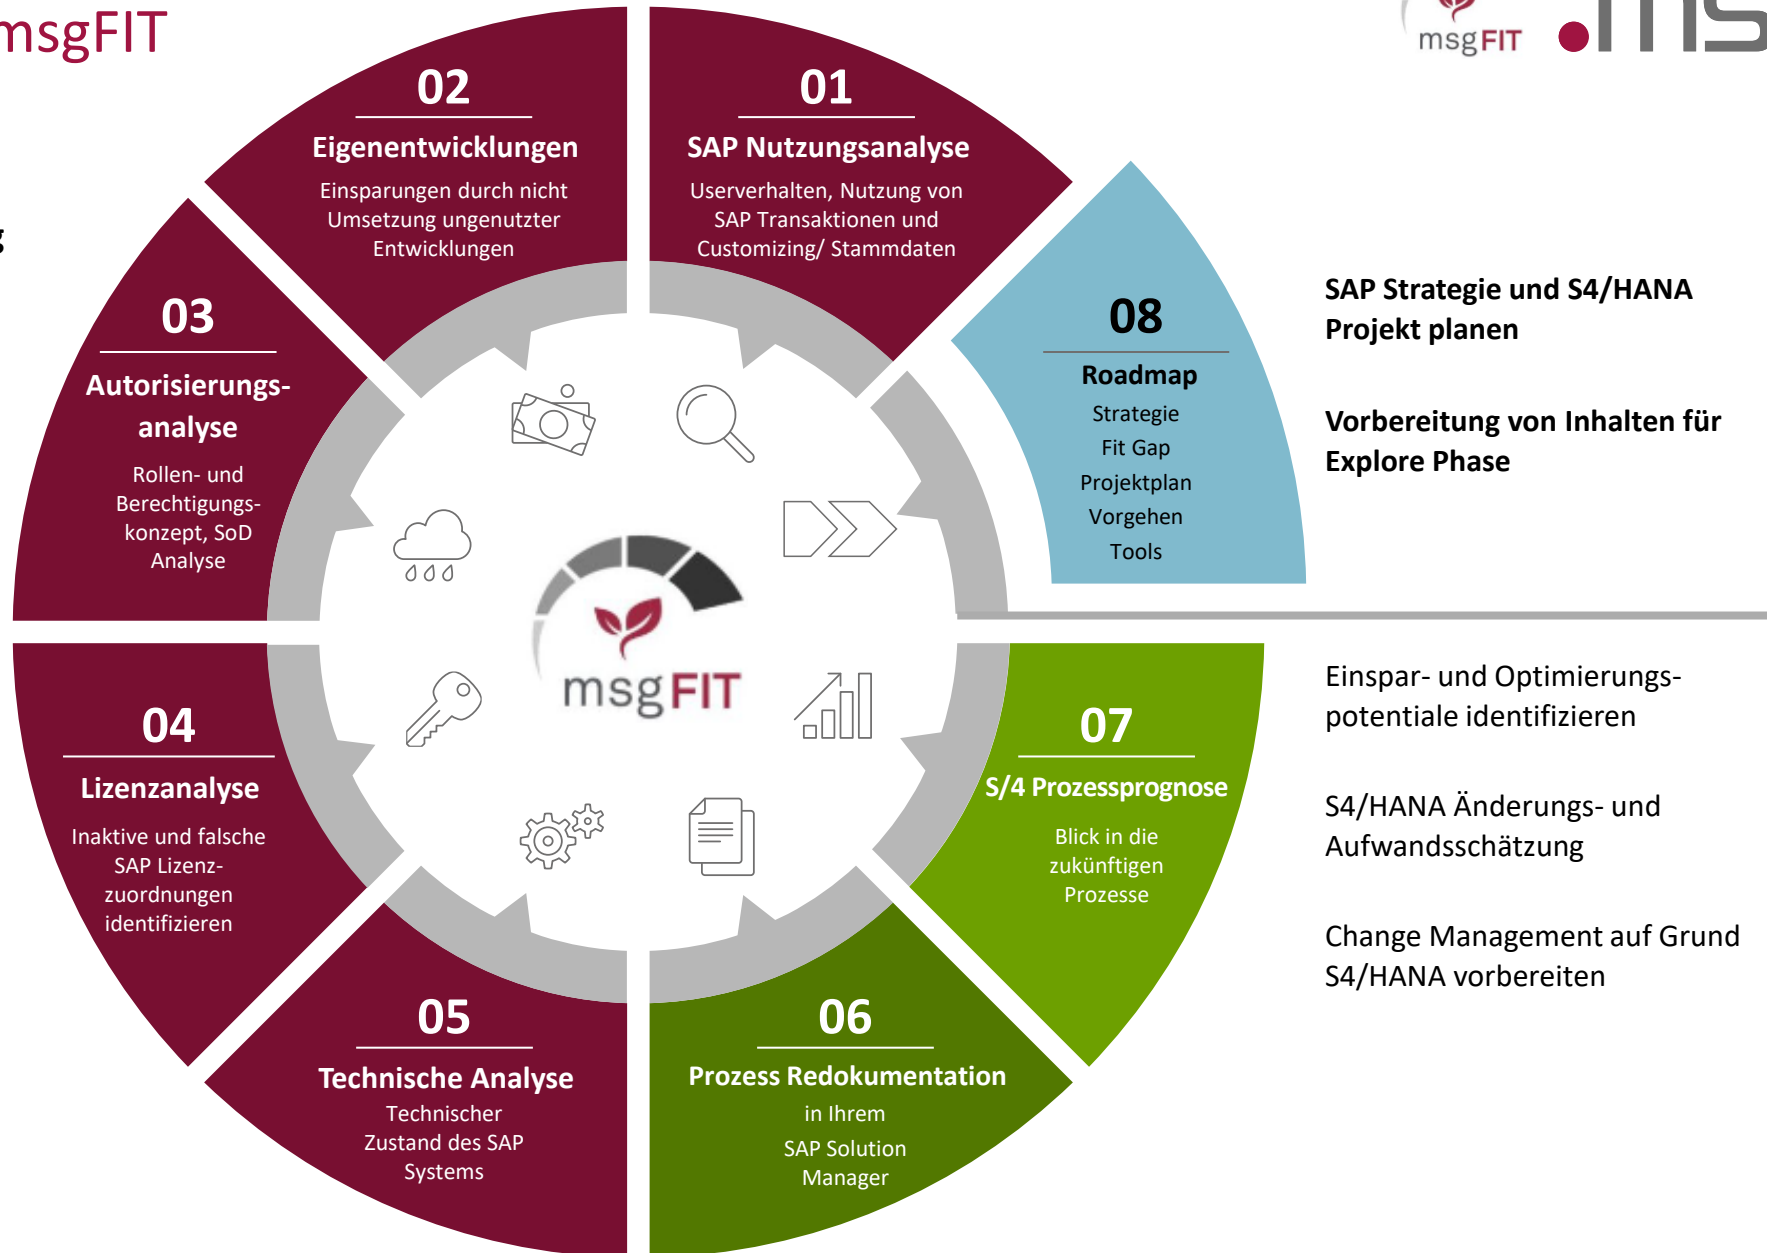 msgFIT
msgFIT
.ms
g
02
Eigenentwicklungen
Einsparungen durch nicht
Umsetzung ungenutzter
Entwicklungen
01
SAP Nutzungsanalyse
Userverhalten, Nutzung von
SAP Transaktionen und
Customizing/ Stammdaten
03
Autorisierungs-
analyse
Rollen- und
Berechtigungs-
konzept, SoD
Analyse
08
Roadmap
Strategie
Fit Gap
Projektplan
Vorgehen
Tools
SAP Strategie und S4/HANA
Projekt planen
Vorbereitung von Inhalten für
Explore Phase
msgFIT
04
Lizenzanalyse
Inaktive und falsche
SAP Lizenz-
zuordnungen
identifizieren
07
S/4 Prozessprognose
Blick in die
zukünftigen
Prozesse
Einspar- und Optimierungs-
potentiale identifizieren
S4/HANA Änderungs- und
Aufwandsschätzung
Change Management auf Grund
S4/HANA vorbereiten
05
Technische Analyse
Technischer
Zustand des SAP
Systems
06
Prozess Redokumentation
in Ihrem
SAP Solution
Manager